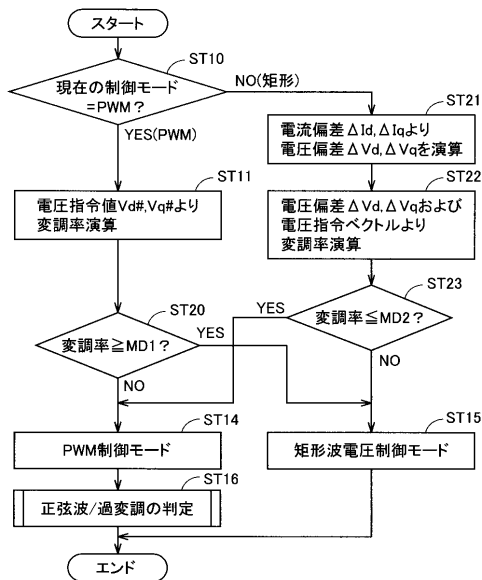 スタート
ST10
現在の制御モード
=PWM?
NO(矩形)
YES(PWM)
ST21
電流偏差ΔId,ΔIqより
電圧偏差ΔVd,ΔVqを演算
ST11
電圧指令値Vd#,Vq#より
変調率演算
ST22
電圧偏差ΔVd,ΔVqおよび
電圧指令ベクトルより
変調率演算
ST20
変調率≧MD1?
YES
NO
ST23
変調率≦MD2?
YES
NO
ST14
PWM制御モード
ST15
矩形波電圧制御モード
ST16
正弦波/過変調の判定
エンド